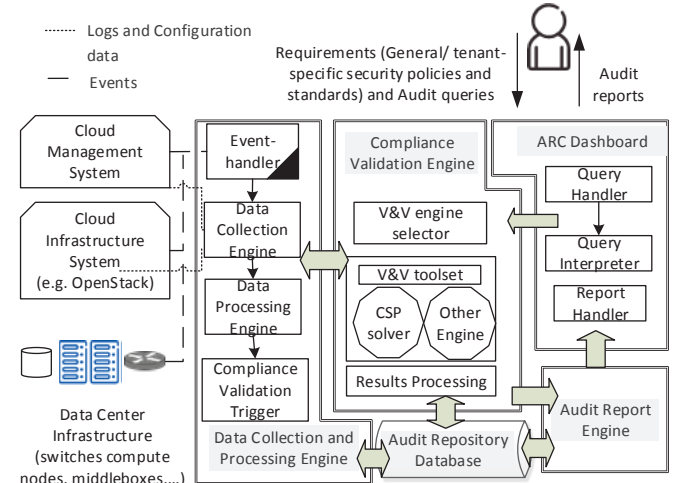 Logs and Configuration
data
Events
Requirements (General/ tenant-
specific security policies and
standards) and Audit queries
Audit
reports
Cloud
Management
System
Cloud
Infrastructure
System
(e.g. OpenStack)
Data Center
Infrastructure
(switches compute
nodes, middleboxes,...)
Event-
handler
Data
Collection
Engine
Data
Processing
Engine
Compliance
Validation
Trigger
Data Collection and
Processing Engine
Compliance
Validation Engine
V&V engine
selector
V&V toolset
CSP
solver
Other
Engine
Results Processing
Audit Repository
Database
ARC Dashboard
Query
Handler
Query
Interpreter
Report
Handler
Audit Report
Engine